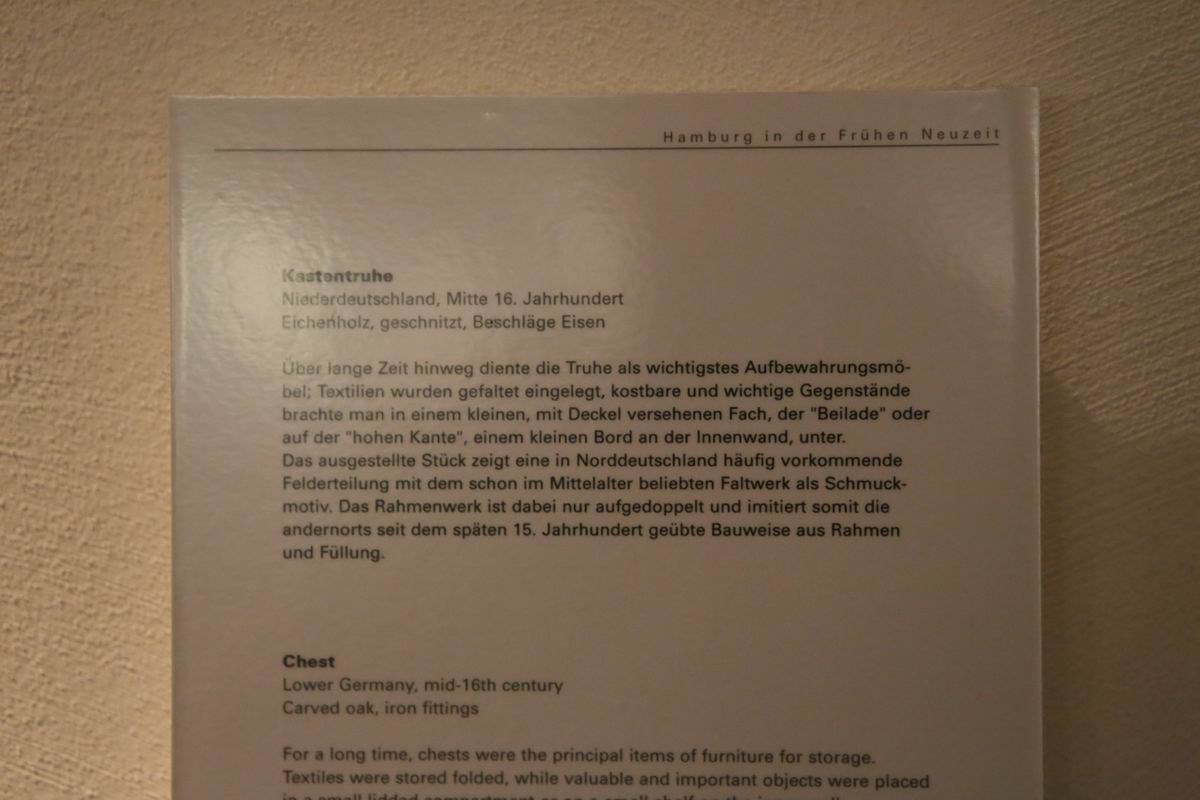 Hamburg in der Frühen Neuzeit
Kastentruhe
Niederdeutschland, Mitte 16. Jahrhundert
Eichenholz, geschnitzt, Beschläge Eisen
Über lange Zeit hinweg diente die Truhe als wichtigstes Aufbewahrungsmö-
bel; Textilien wurden gefaltet eingelegt, kostbare und wichtige Gegenstände
brachte man in einem kleinen, mit Deckel versehenen Fach, der "Beilade" oder
auf der "hohen Kante", einem kleinen Bord an der Innenwand, unter.
Das ausgestellte Stück zeigt eine in Norddeutschland häufig vorkommende
Felderteilung mit dem schon im Mittelalter beliebten Faltwerk als Schmuck-
motiv. Das Rahmenwerk ist dabei nur aufgedoppelt und imitiert somit die
andernorts seit dem späten 15. Jahrhundert geübte Bauweise aus Rahmen
und Füllung.
Chest
Lower Germany, mid-16th century
Carved oak, iron fittings
For a long time, chests were the principal items of furniture for storage.
Textiles were stored folded, while valuable and important objects were placed